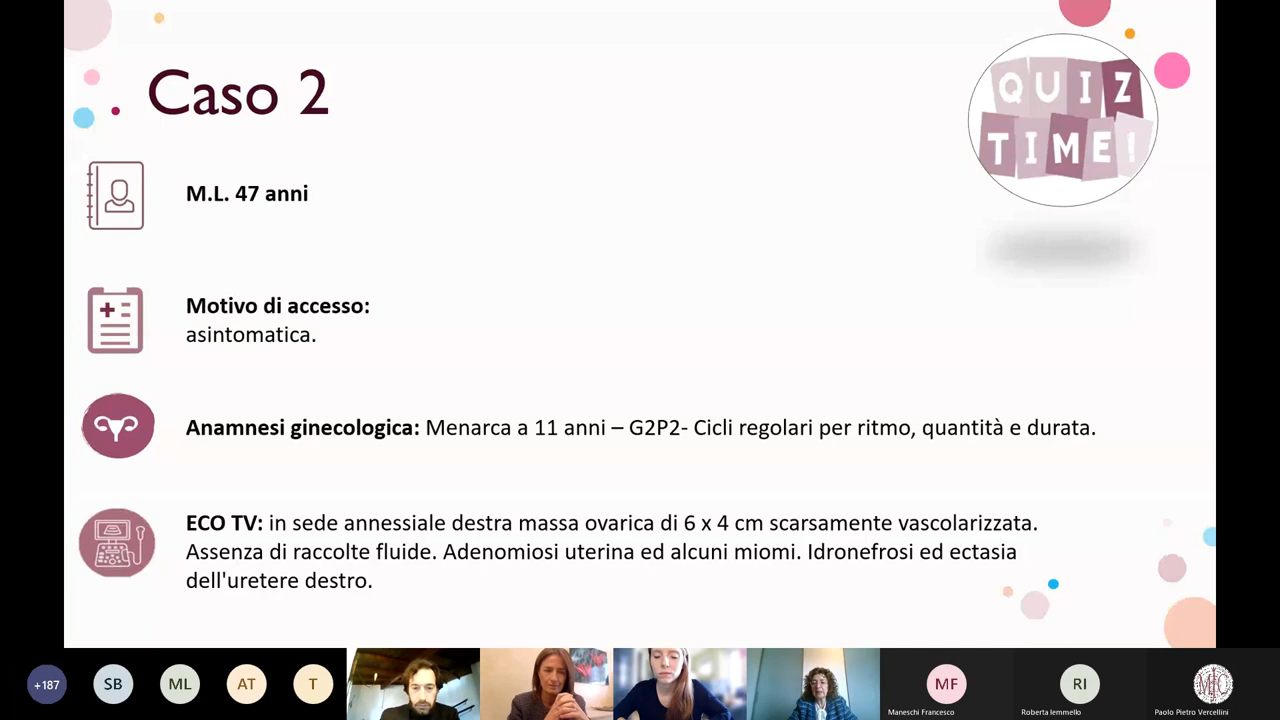 Caso 2
QUIZ
TIME!
M.L. 47 anni
Motivo di accesso:
asintomatica.
Anamnesi ginecologica: Menarca a 11 anni – G2P2- Cicli regolari per ritmo, quantità e durata.
ECO TV: in sede annessiale destra massa ovarica di 6 x 4 cm scarsamente vascolarizzata.
Assenza di raccolte fluide. Adenomiosi uterina ed alcuni miomi. Idronefrosi ed ectasia
dell'uretere destro.
+187 SB ML AT T MF RI
Maneschi Francesco Roberta Iemmello Paolo Pietro Vercellini